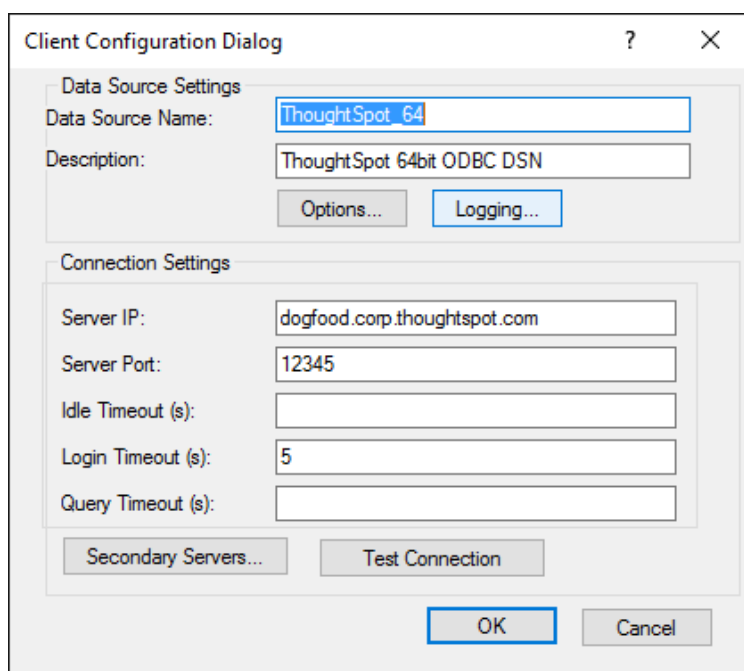 Client Configuration Dialog ? X
Data Source Settings
Data Source Name: ThoughtSpot_64
Description: ThoughtSpot 64bit ODBC DSN
Options... Logging...
Connection Settings
Server IP: dogfood.corp.thoughtspot.com
Server Port: 12345
Idle Timeout (s):
Login Timeout (s): 5
Query Timeout (s):
Secondary Servers... Test Connection
OK Cancel